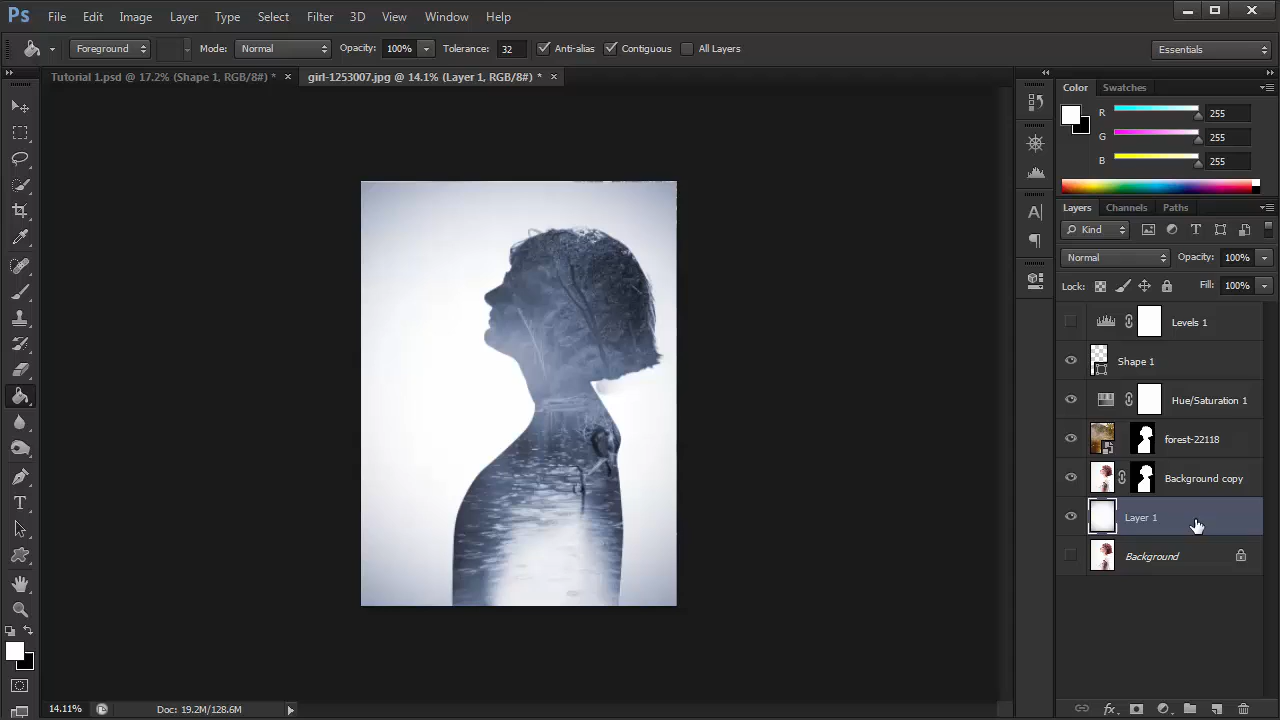 Ps File Edit Image Layer Type Select Filter 3D View Window Help
Foreground Mode: Normal Opacity: 100% Tolerance: 32 Anti-alias Contiguous All Layers Essentials
Tutorial 1.psd @ 17.2% (Shape 1, RGB/8#) * girl-1253007.jpg @ 14.1% (Layer 1, RGB/8#) *
Color Swatches
R 255
G 255
B 255
Layers Channels Paths
Kind
Normal Opacity: 100%
Lock: Fill: 100%
Levels 1
Shape 1
Hue/Saturation 1
forest-22118
Background copy
Layer 1
Background
14.11% Doc: 19.2M/128.6M